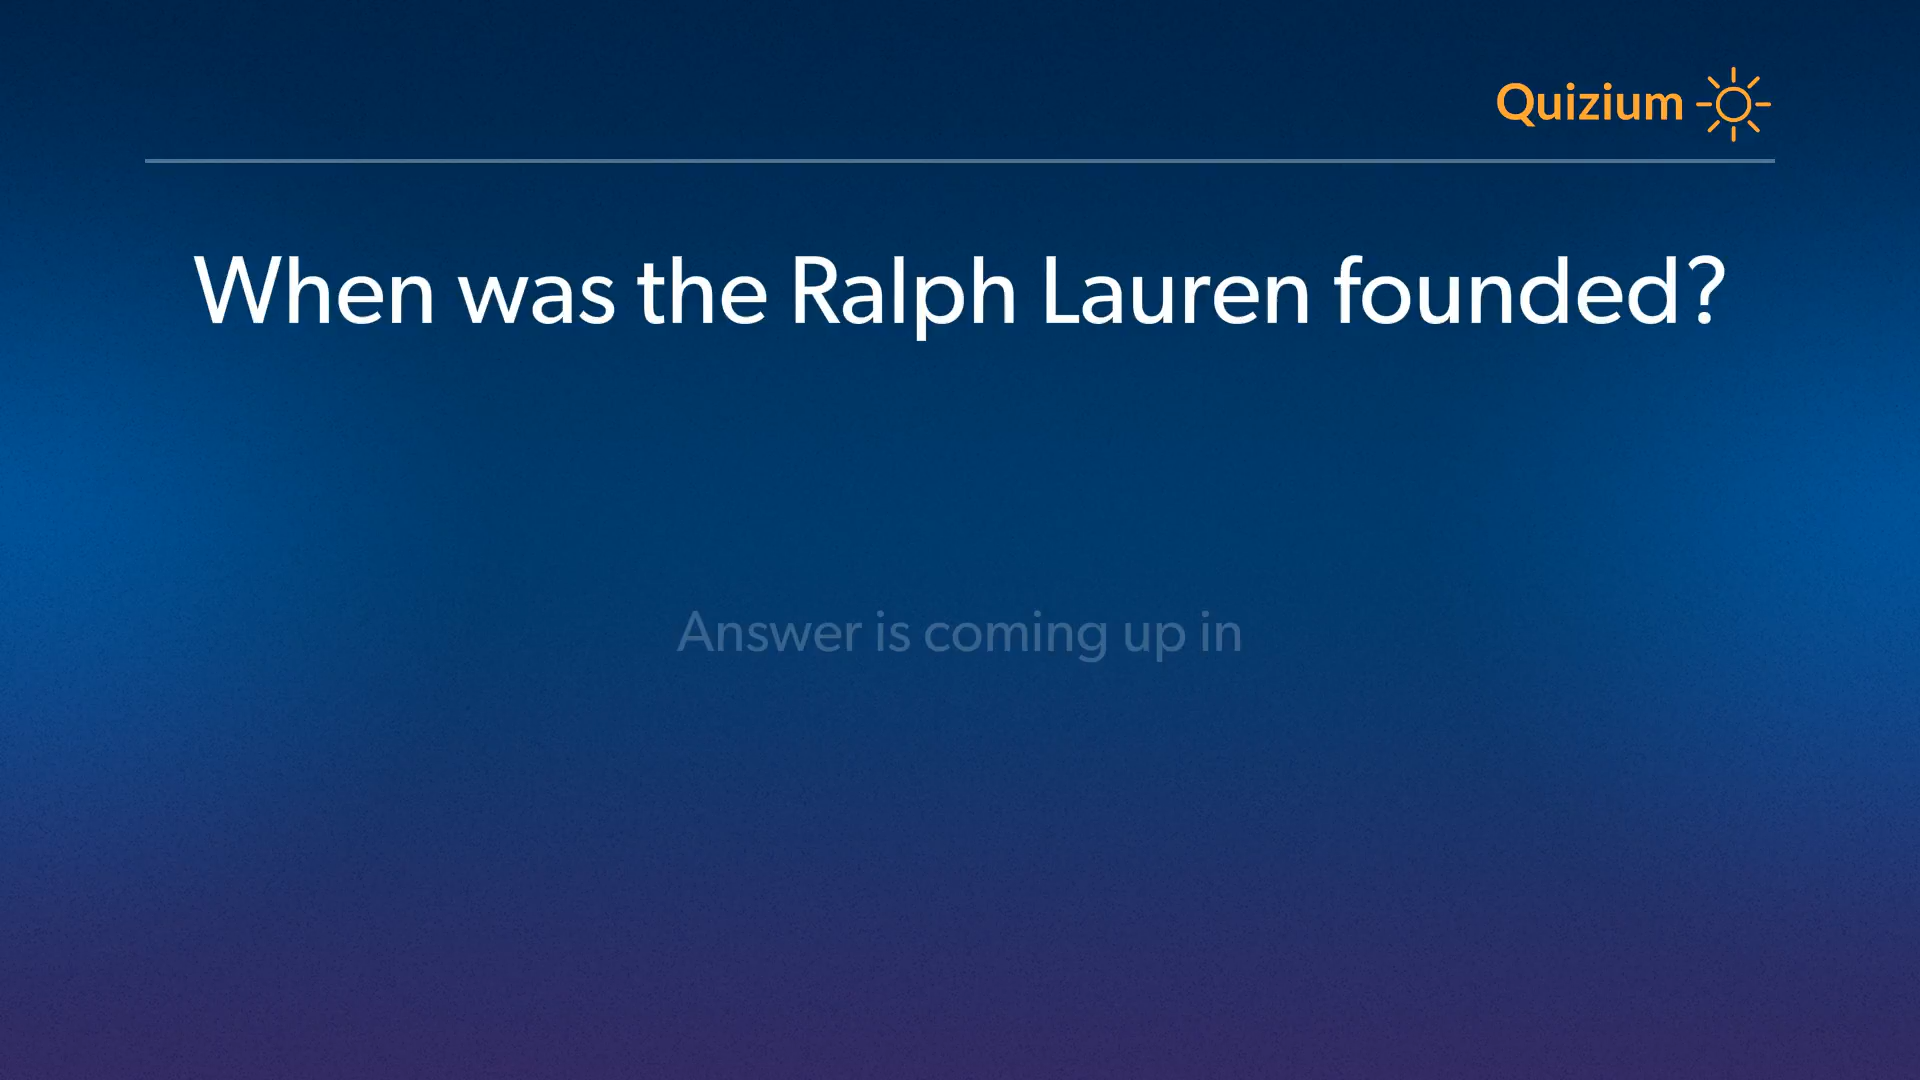 Quizium
When was the Ralph Lauren founded?
Answer is coming up in